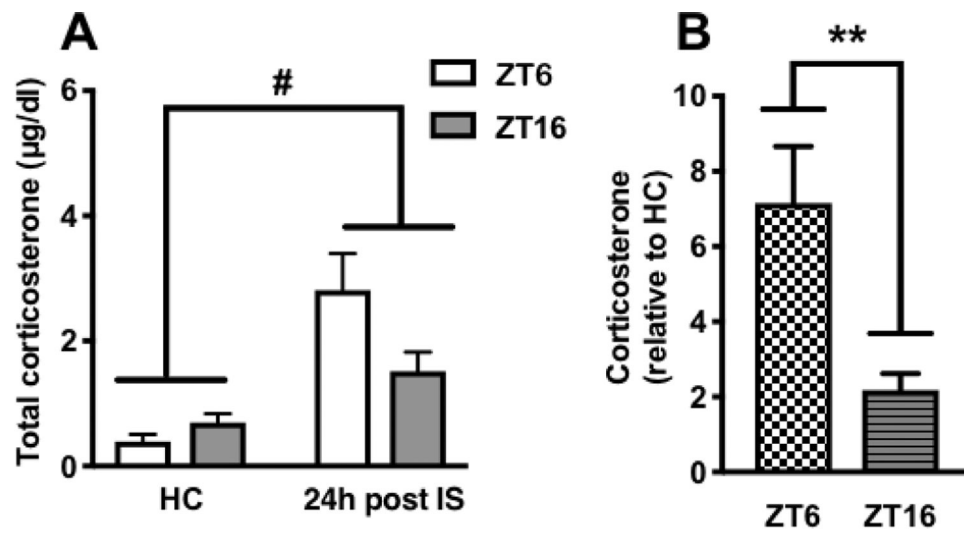 A
Total corticosterone (µg/dl)
6
4
2
0
#
ZT6
ZT16
HC
24h post IS
B
**
Corticosterone
(relative to HC)
10
8
6
4
2
0
ZT6
ZT16